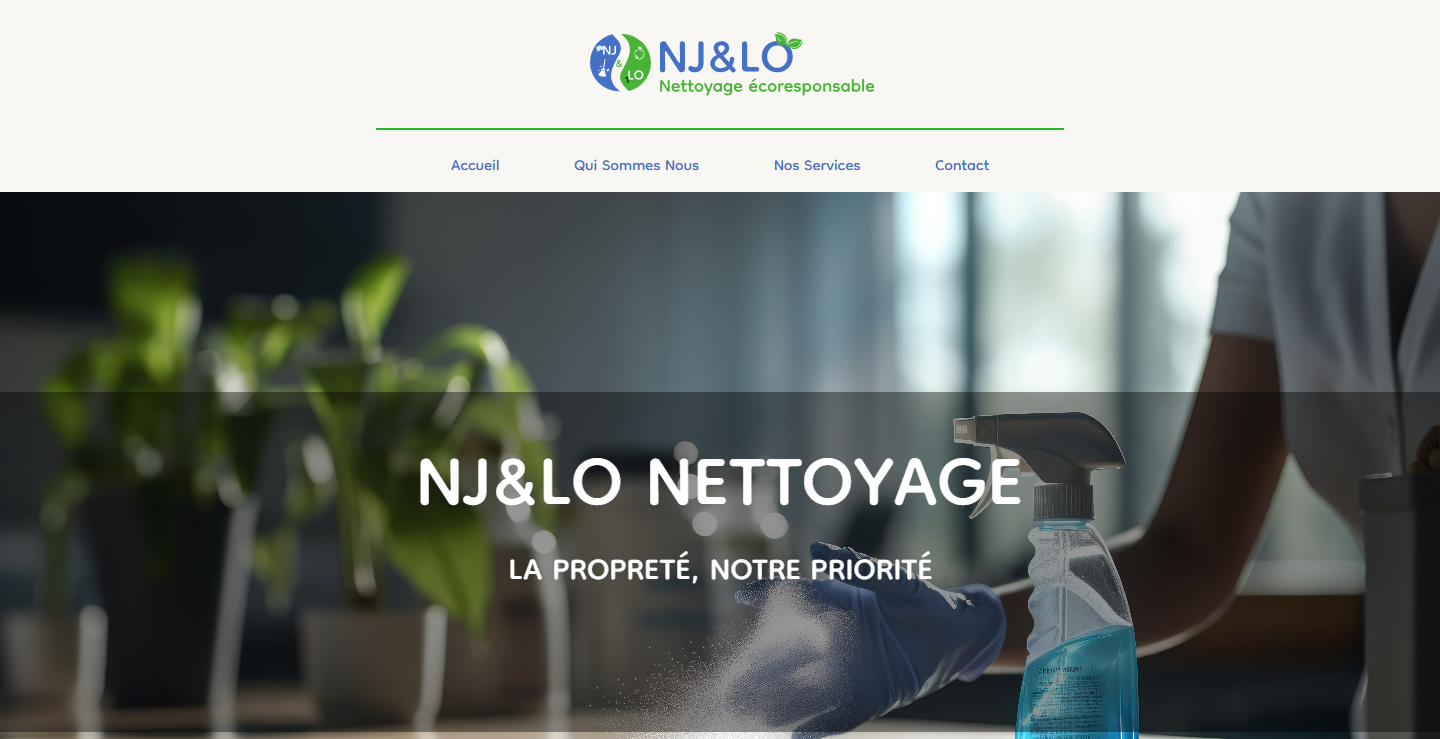 NJ
&
LO
NJ&LO
Nettoyage écoresponsable
Accueil
Qui Sommes Nous
Nos Services
Contact
NJ&LO NETTOYAGE
LA PROPRETÉ, NOTRE PRIORITÉ